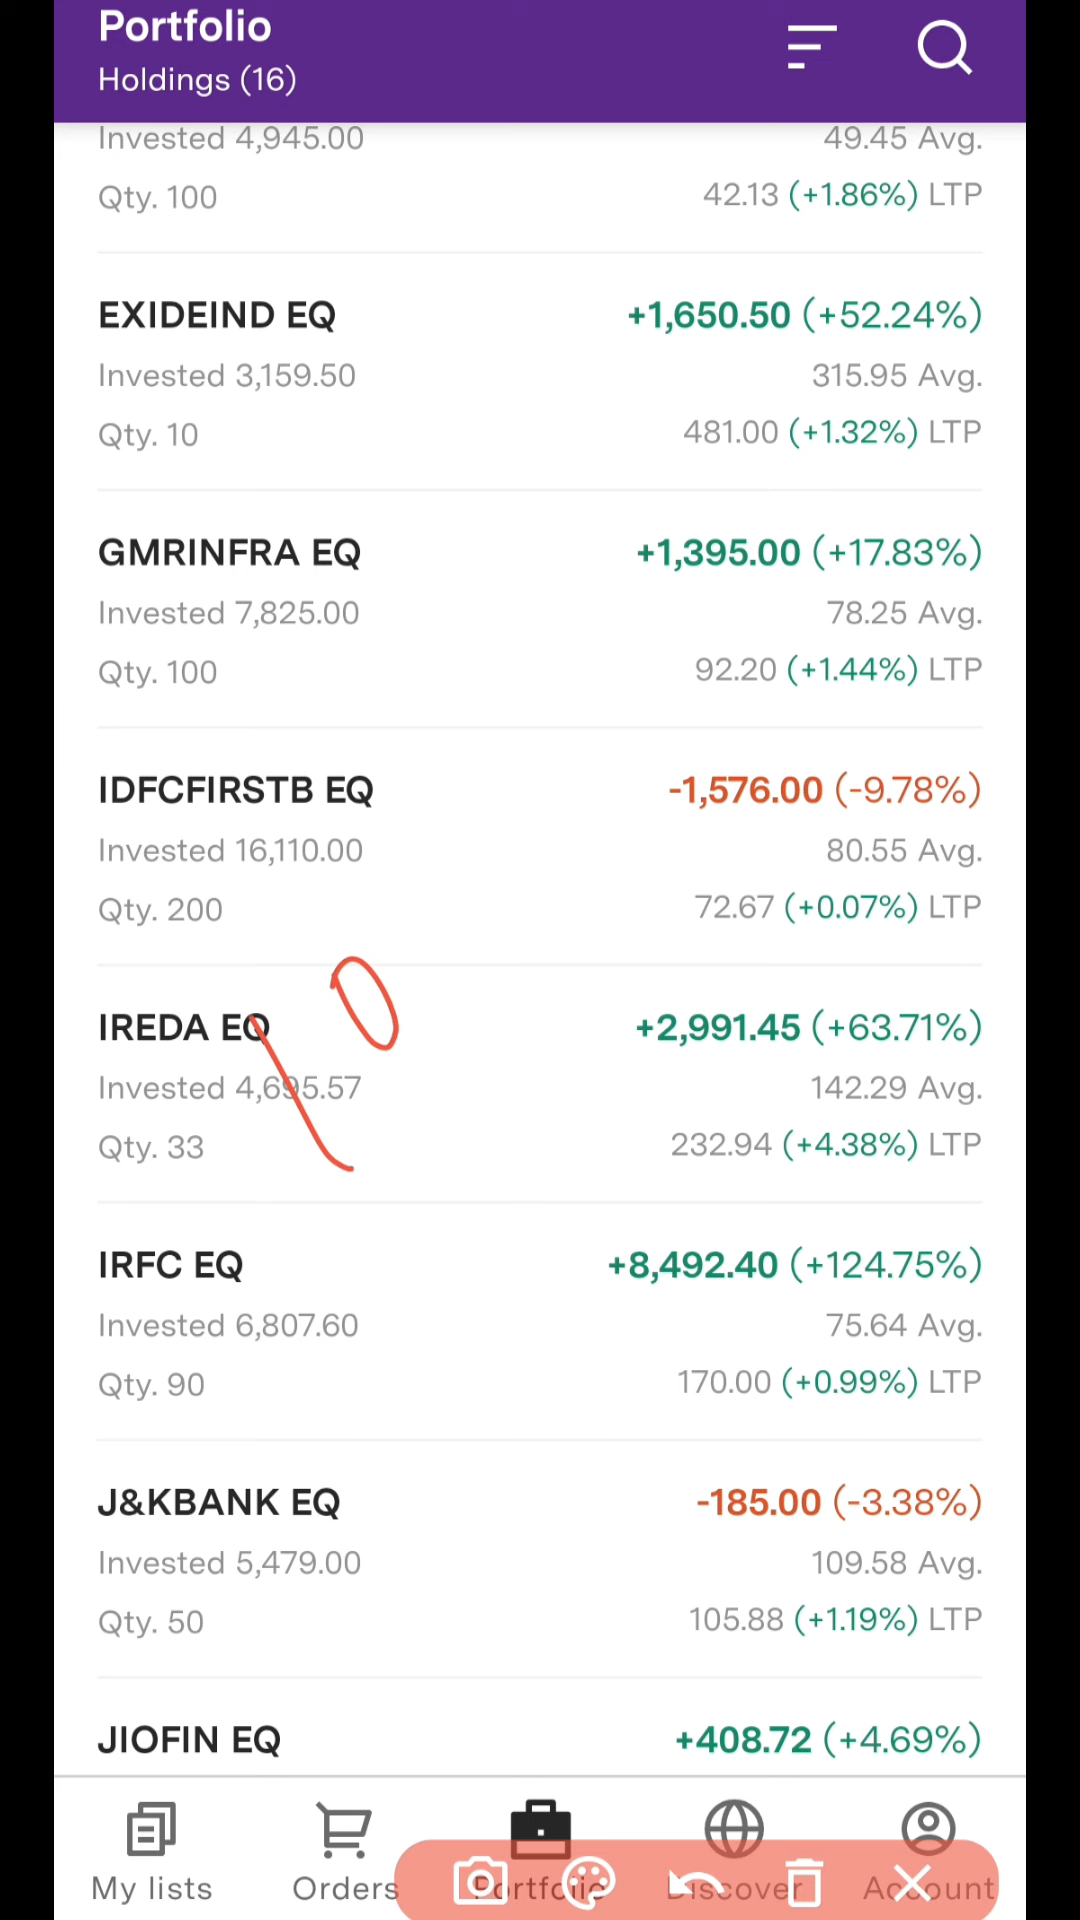 Portfolio
Holdings (16)
Invested 4,945.00 49.45 Avg.
Qty. 100 42.13 (+1.86%) LTP
EXIDEIND EQ +1,650.50 (+52.24%)
Invested 3,159.50 315.95 Avg.
Qty. 10 481.00 (+1.32%) LTP
GMRINFRA EQ +1,395.00 (+17.83%)
Invested 7,825.00 78.25 Avg.
Qty. 100 92.20 (+1.44%) LTP
IDFCFIRSTB EQ -1,576.00 (-9.78%)
Invested 16,110.00 80.55 Avg.
Qty. 200 72.67 (+0.07%) LTP
IREDA EQ +2,991.45 (+63.71%)
Invested 4,695.57 142.29 Avg.
Qty. 33 232.94 (+4.38%) LTP
IRFC EQ +8,492.40 (+124.75%)
Invested 6,807.60 75.64 Avg.
Qty. 90 170.00 (+0.99%) LTP
J&KBANK EQ -185.00 (-3.38%)
Invested 5,479.00 109.58 Avg.
Qty. 50 105.88 (+1.19%) LTP
JIOFIN EQ +408.72 (+4.69%)
My lists Orders Portfolio Discover Account